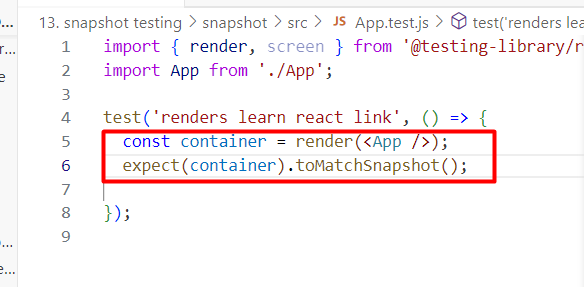 13. snapshot testing > snapshot > src > JS App.test.js > test('renders lea
1 import { render, screen } from '@testing-library/r
2 import App from './App';
3
4 test('renders learn react link', () => {
5 const container = render(<App />);
6 expect(container).toMatchSnapshot();
7
8 });
9